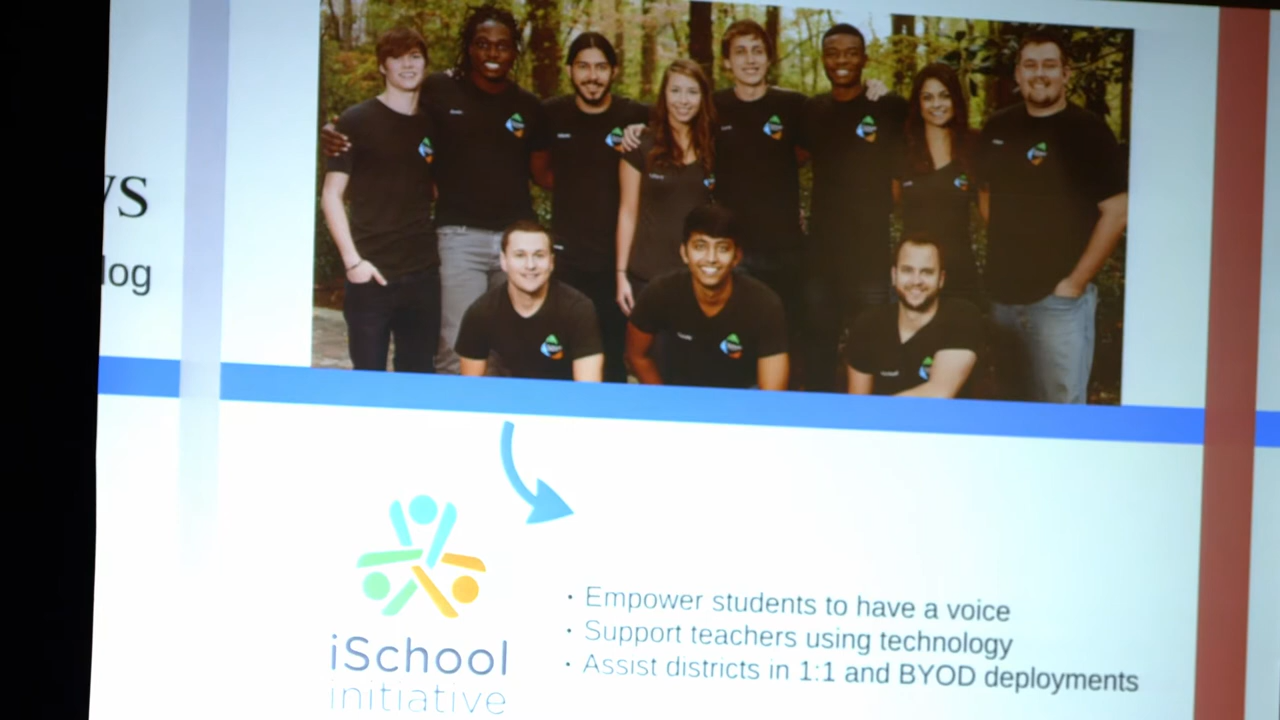 ys
log
iSchool
initiative
· Empower students to have a voice
· Support teachers using technology
· Assist districts in 1:1 and BYOD deployments